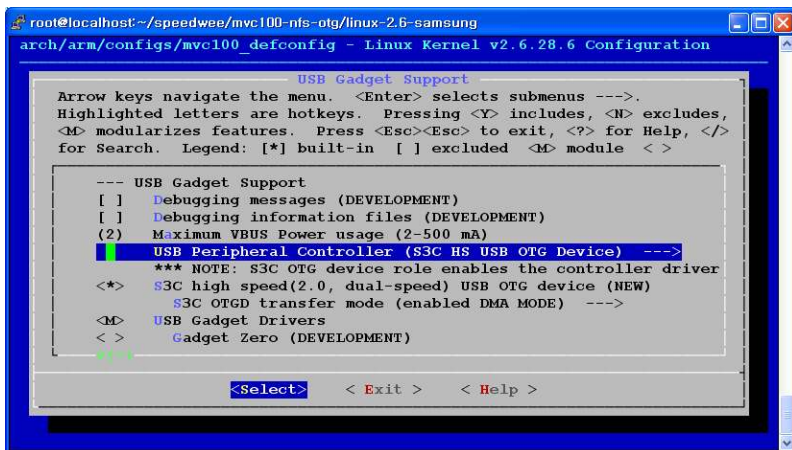 root@localhost:~/speedwee/mvc100-nfs-otg/linux-2.6-samsung
arch/arm/configs/mvc100_defconfig - Linux Kernel v2.6.28.6 Configuration
USB Gadget Support
Arrow keys navigate the menu. <Enter> selects submenus --->.
Highlighted letters are hotkeys. Pressing <Y> includes, <N> excludes,
<M> modularizes features. Press <Esc><Esc> to exit, <?> for Help, </>
for Search. Legend: [*] built-in [ ] excluded <M> module < >
--- USB Gadget Support
[ ] Debugging messages (DEVELOPMENT)
[ ] Debugging information files (DEVELOPMENT)
(2) Maximum VBUS Power usage (2-500 mA)
USB Peripheral Controller (S3C HS USB OTG Device) --->
*** NOTE: S3C OTG device role enables the controller driver
<*> S3C high speed(2.0, dual-speed) USB OTG device (NEW)
S3C OTGD transfer mode (enabled DMA MODE) --->
<M> USB Gadget Drivers
< > Gadget Zero (DEVELOPMENT)
<Select> < Exit > < Help >